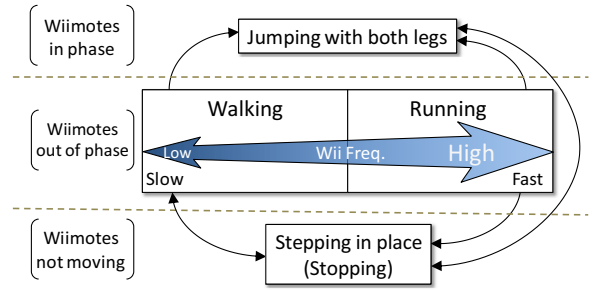 Wiimotes
in phase
Jumping with both legs
Wiimotes
out of phase
Walking
Running
Low
Wii Freq.
High
Slow
Fast
Wiimotes
not moving
Stepping in place
(Stopping)